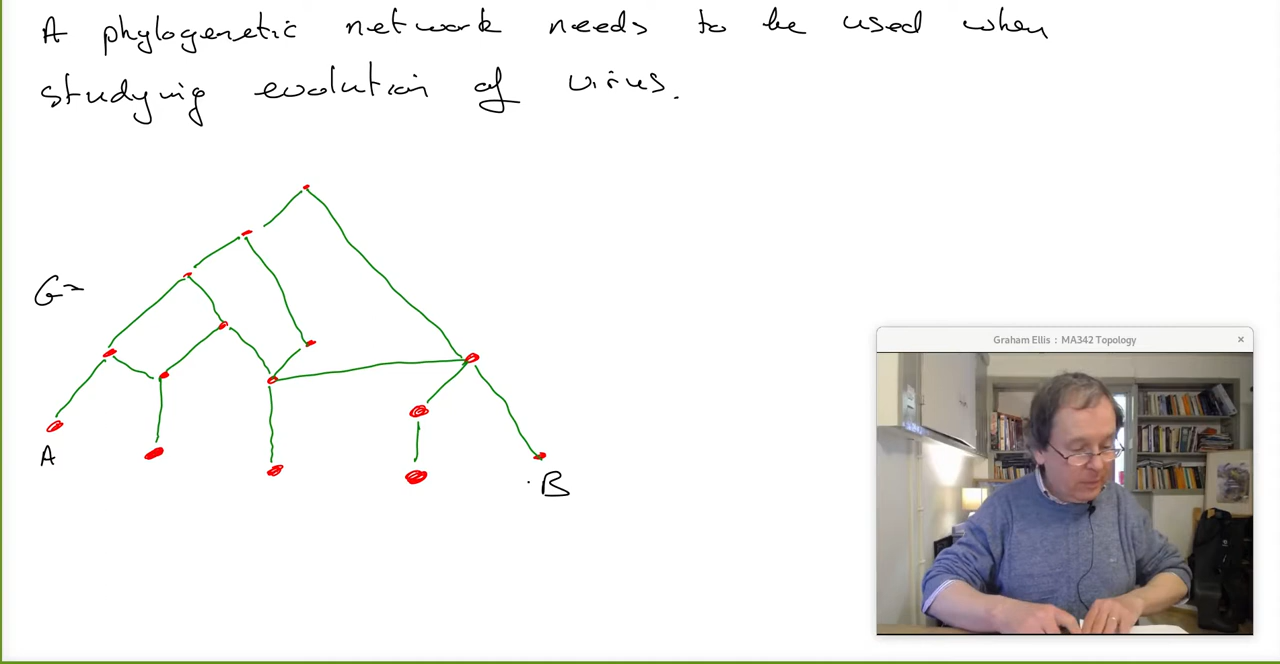 A phylogenetic network needs to be used when
studying evolution of virus.
G=
Graham Ellis : MA342 Topology
A
B